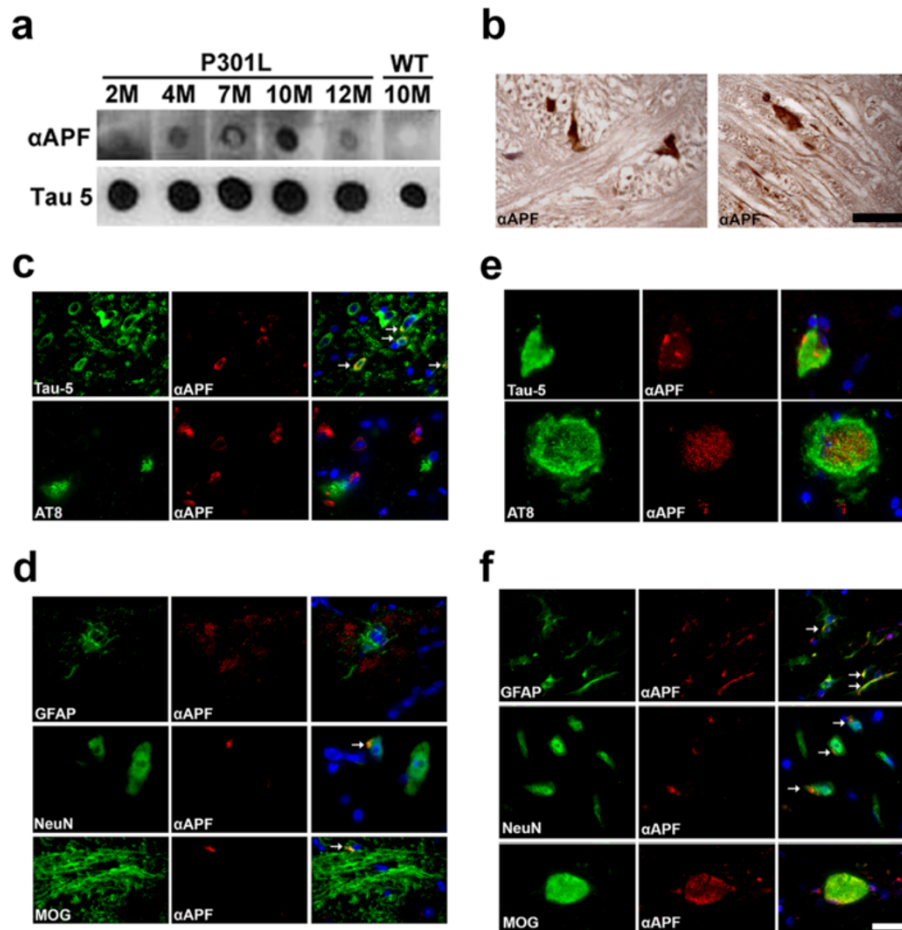 a
P301L WT
2M 4M 7M 10M 12M 10M
αAPF
Tau 5
b
αAPF αAPF
c
Tau-5 αAPF
AT8 αAPF
d
GFAP αAPF
NeuN αAPF
MOG αAPF
e
Tau-5 αAPF
AT8 αAPF
f
GFAP αAPF
NeuN αAPF
MOG αAPF